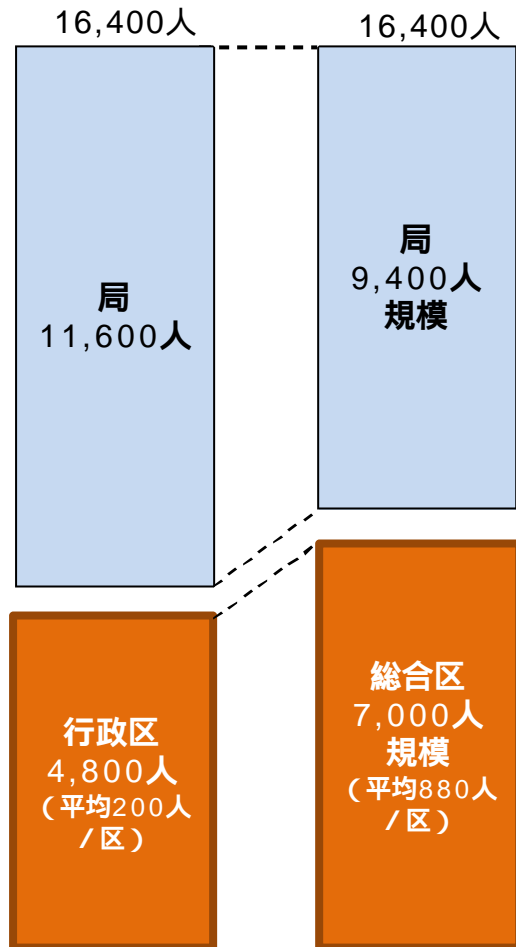 16,400人
16,400人
局
11,600人
局
9,400人
規模
行政区
4,800人
(平均200人
/区)
総合区
7,000人
規模
(平均880人
/区)